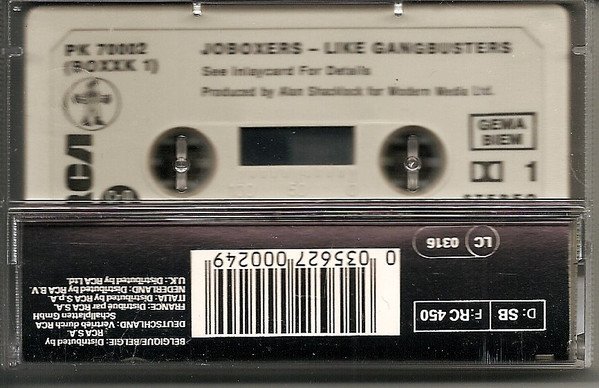 PK 70002
(BOXXK 1)
JOBOXERS – LIKE GANGBUSTERS
See Inlaycard For Details
Produced by Alan Shacklock for Modern Media Ltd.
GEMA
BIEM
1
RCA
STEREO
LC 0316
0 035627 000249
D: SB
F: RC 450
BELGIQUE/BELGIE: Distributed by
RCA S.A.
DEUTSCHLAND: Vertrieb durch RCA
Schallplatten GmbH
FRANCE: Distribué par RCA S.A.
ITALIA: Distributed by RCA S.p.A.
NEDERLAND: Distributed by RCA B.V.
U.K.: Distributed by RCA Ltd.